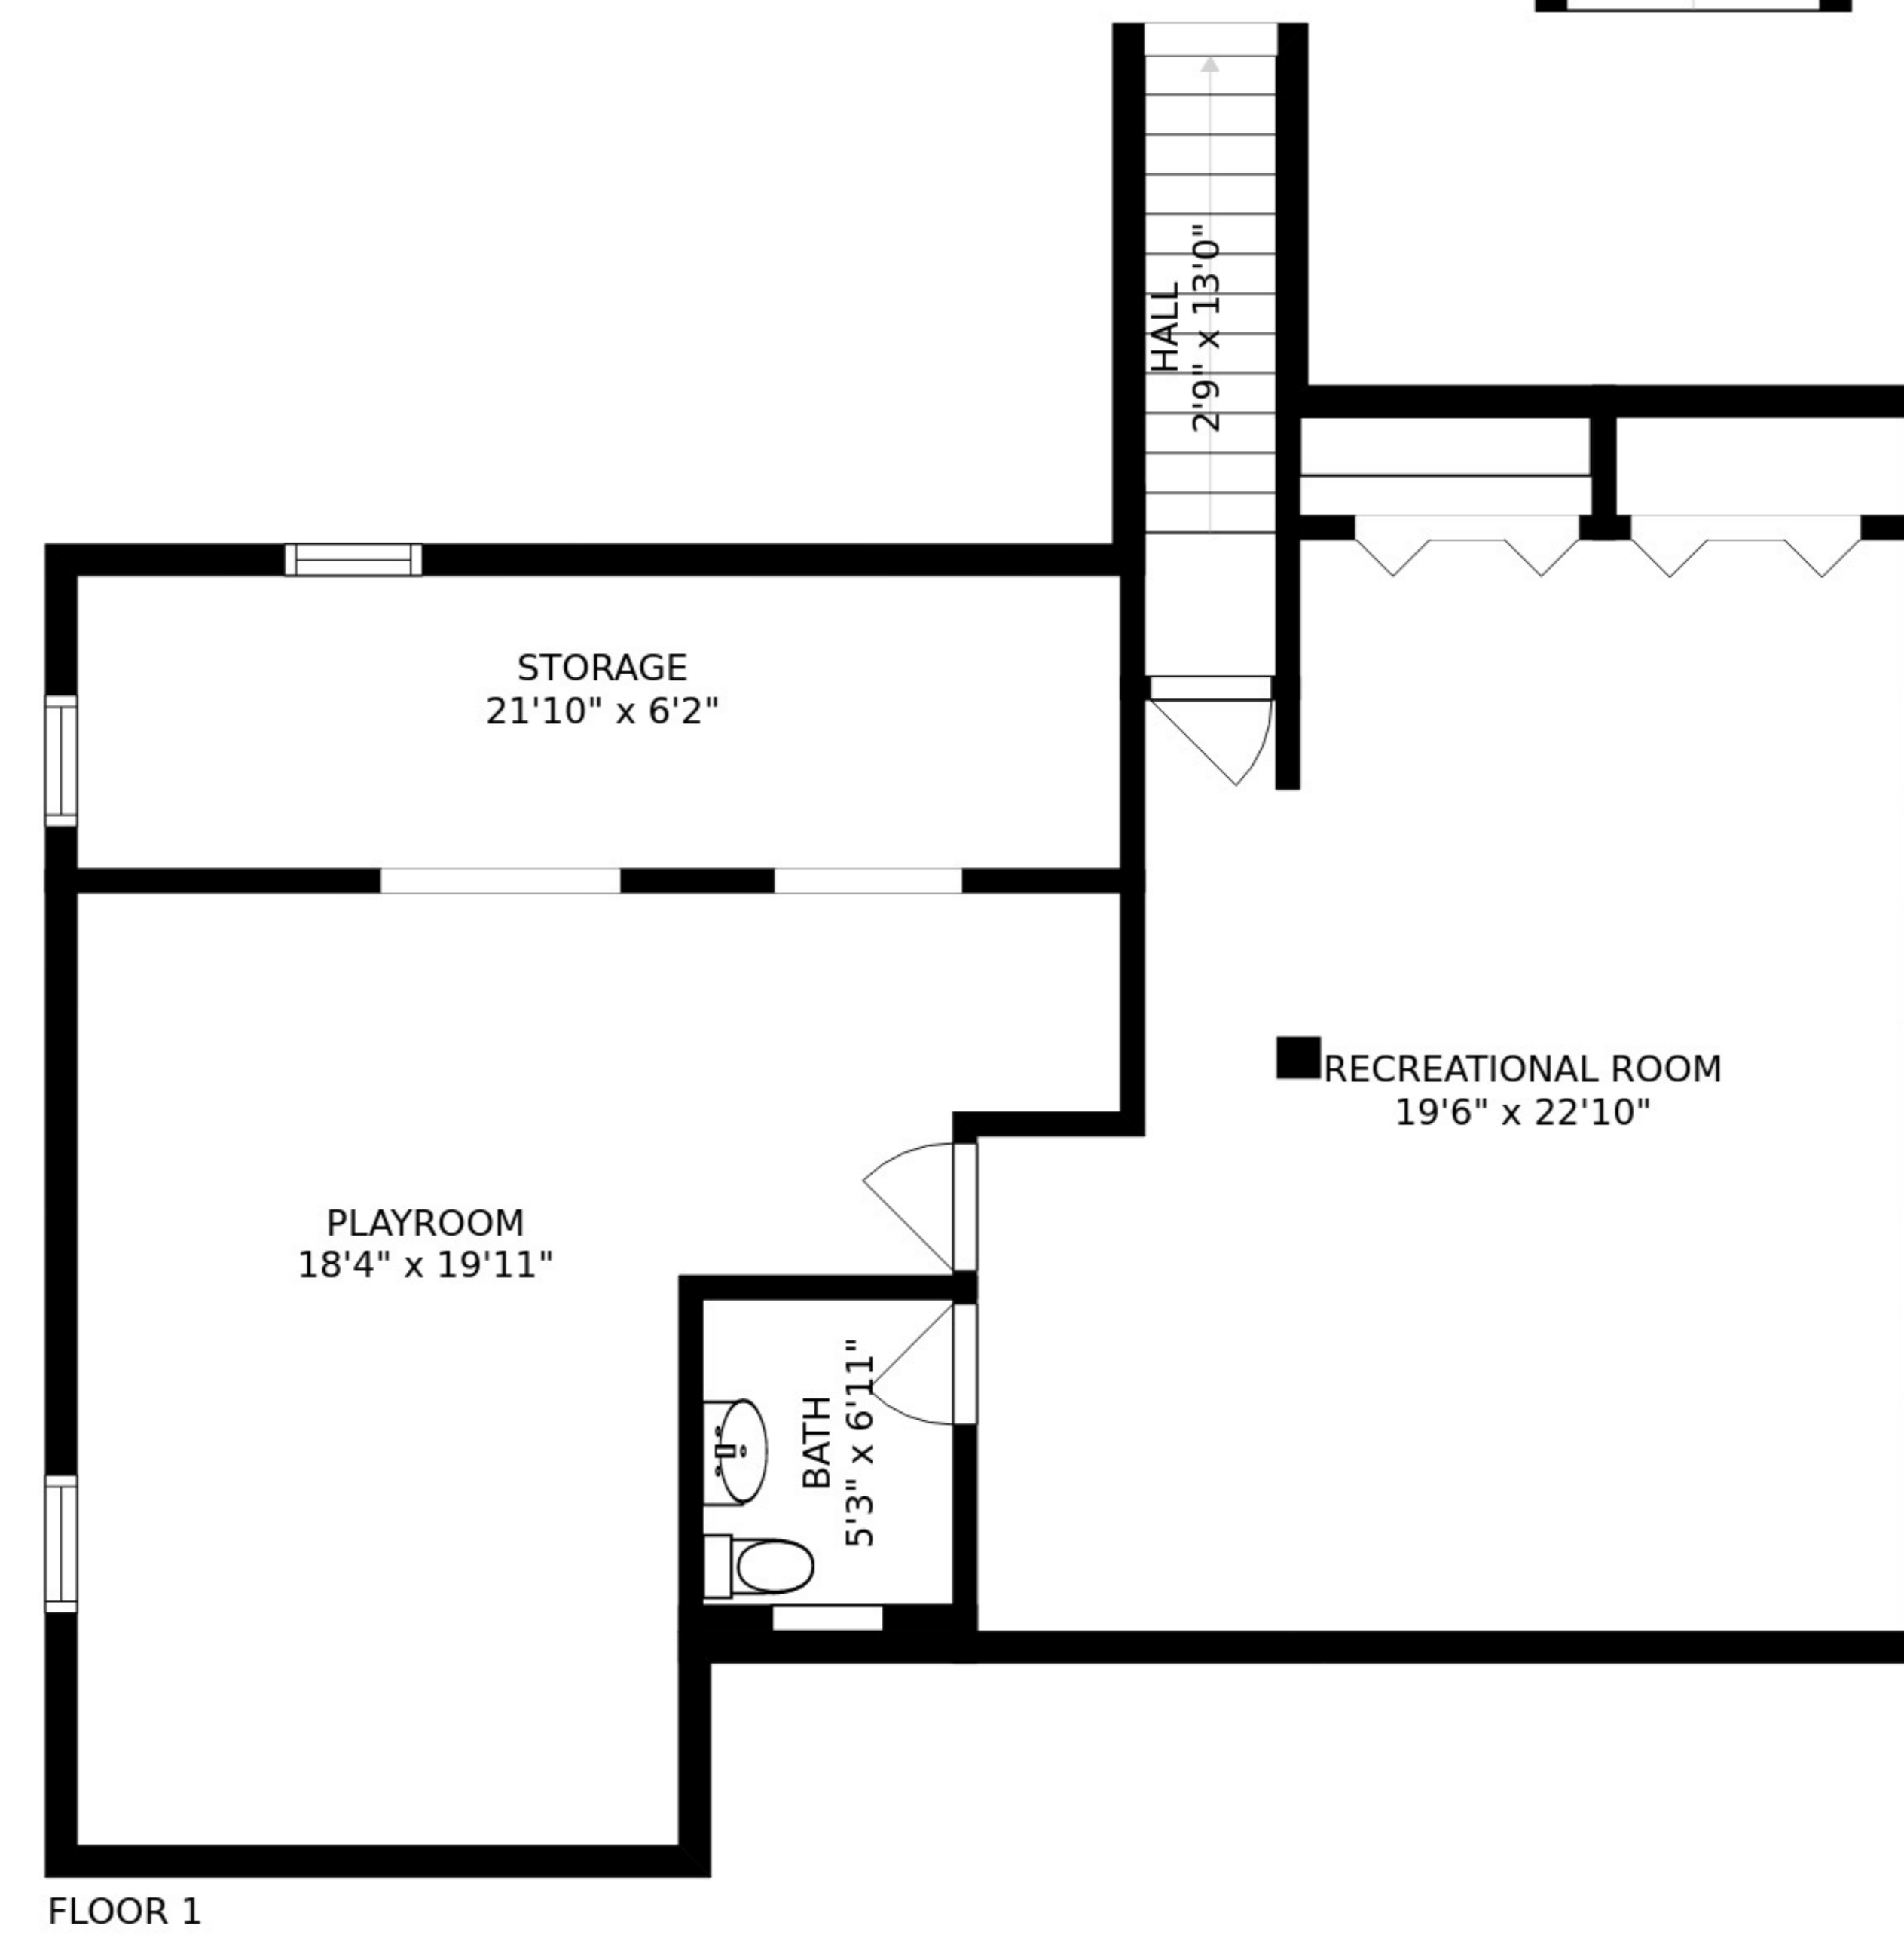 HALL
2'9" x 13'0"
STORAGE
21'10" x 6'2"
RECREATIONAL ROOM
19'6" x 22'10"
PLAYROOM
18'4" x 19'11"
BATH
5'3" x 6'11"
FLOOR 1